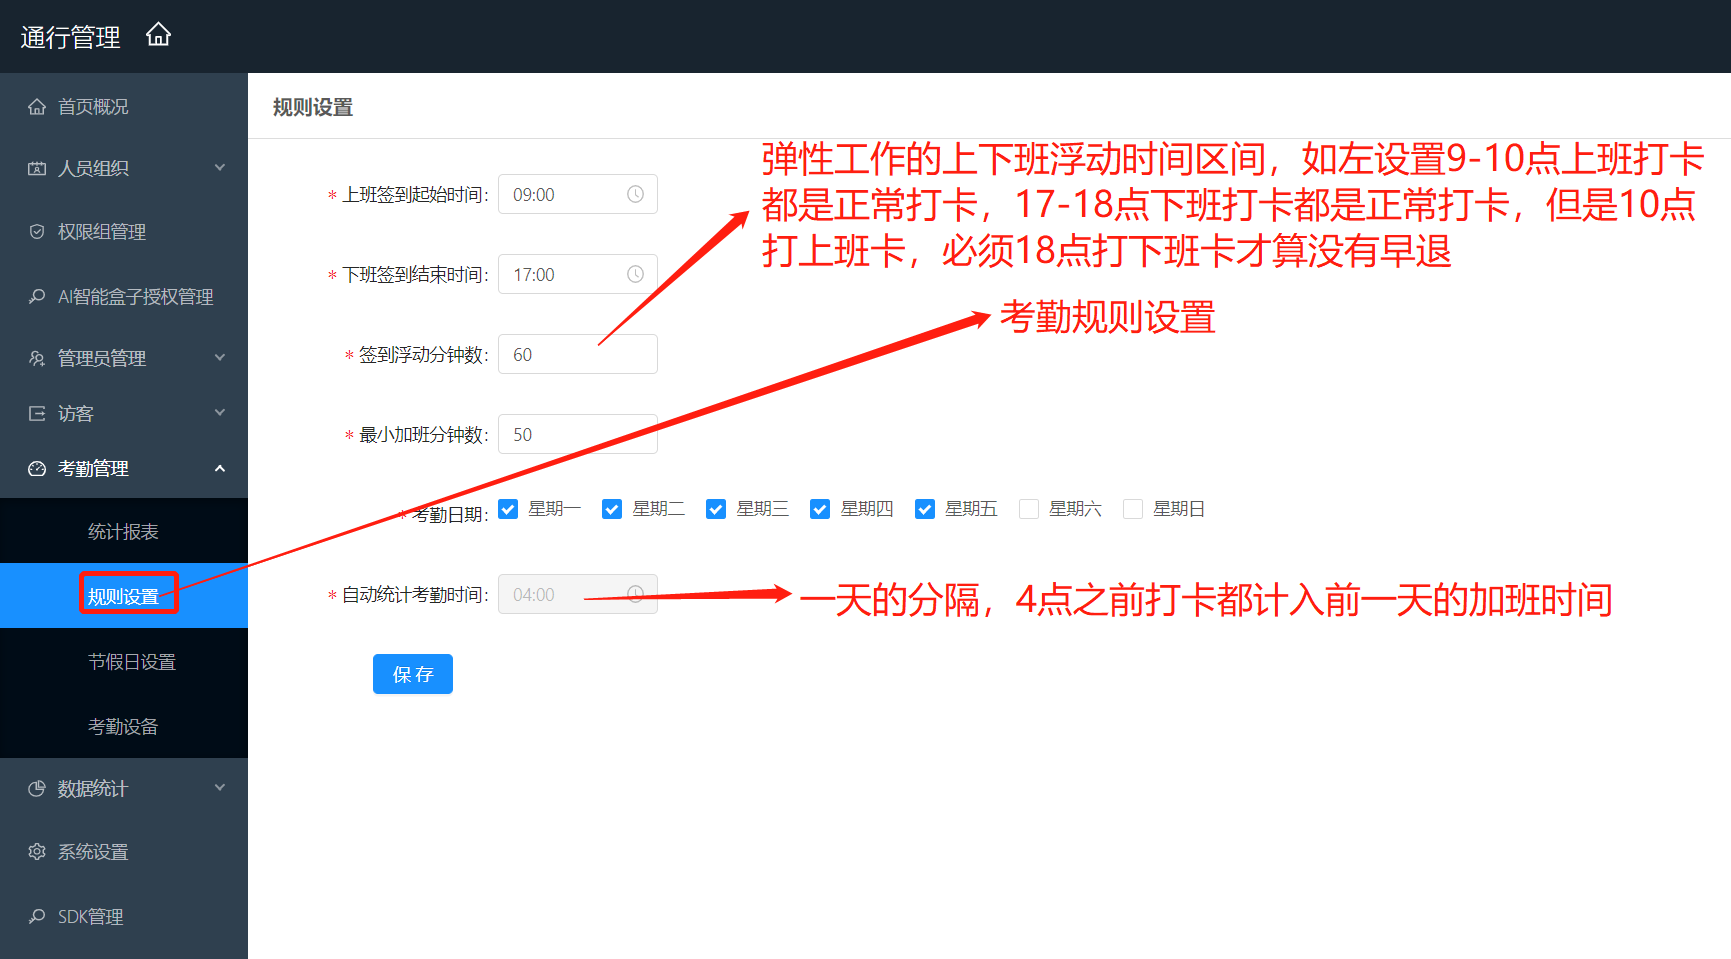 通行管理
首页概况
人员组织
权限组管理
AI智能盒子授权管理
管理员管理
访客
考勤管理
统计报表
规则设置
节假日设置
考勤设备
数据统计
系统设置
SDK管理
规则设置
* 上班签到起始时间: 09:00
* 下班签到结束时间: 17:00
* 签到浮动分钟数: 60
* 最小加班分钟数: 50
* 考勤日期: 星期一 星期二 星期三 星期四 星期五 星期六 星期日
* 自动统计考勤时间: 04:00
保 存
弹性工作的上下班浮动时间区间，如左设置9-10点上班打卡
都是正常打卡，17-18点下班打卡都是正常打卡，但是10点
打上班卡，必须18点打下班卡才算没有早退
考勤规则设置
一天的分隔，4点之前打卡都计入前一天的加班时间